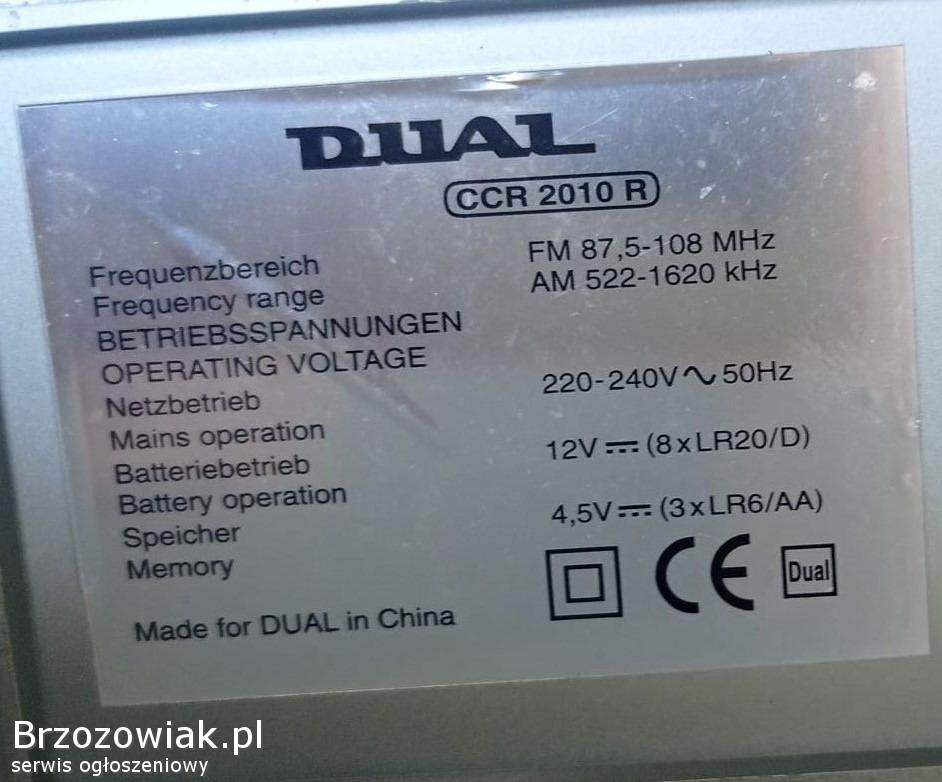 DUAL
CCR 2010 R
Frequenzbereich
Frequency range
FM 87,5-108 MHz
AM 522-1620 kHz
BETRIEBSSPANNUNGEN
OPERATING VOLTAGE
Netzbetrieb
Mains operation
220-240V∿50Hz
Batteriebetrieb
Battery operation
12V⎓(8xLR20/D)
Speicher
Memory
4,5V⎓(3xLR6/AA)
CE
Dual
Made for DUAL in China
Brzozowiak.pl
serwis ogłoszeniowy